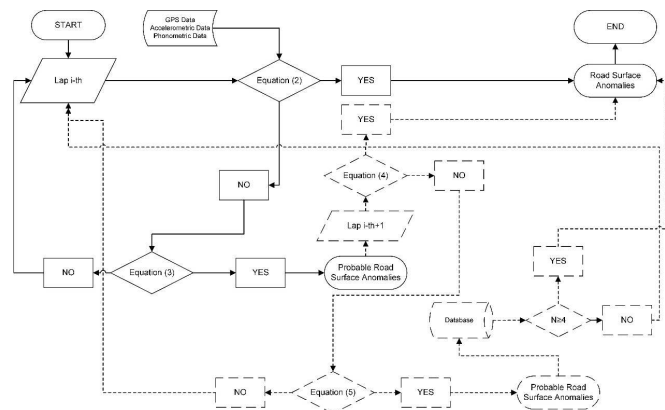 START
GPS Data
Accelerometric Data
Phonometric Data
END
Lap i-th
Equation (2)
YES
Road Surface
Anomalies
YES
NO
Equation (4)
NO
Lap i-th+1
NO
Equation (3)
YES
Probable Road
Surface Anomalies
YES
Database
N≥4
NO
NO
Equation (5)
YES
Probable Road
Surface Anomalies